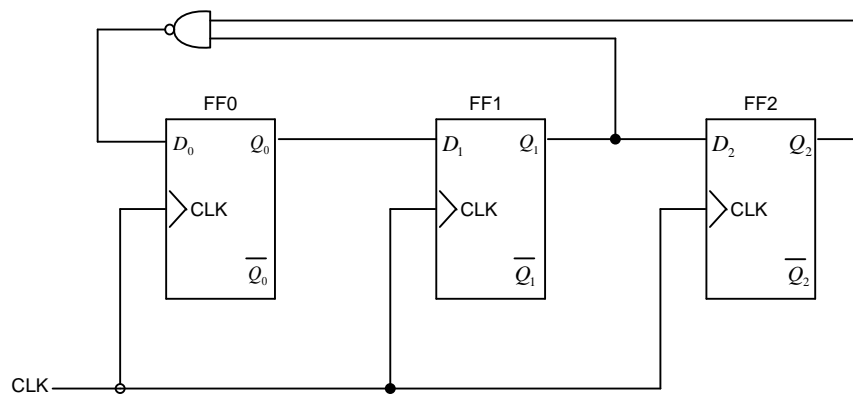 FF0 FF1 FF2
D₀ Q₀ D₁ Q₁ D₂ Q₂
CLK CLK CLK
Q̅₀ Q̅₁ Q̅₂
CLK